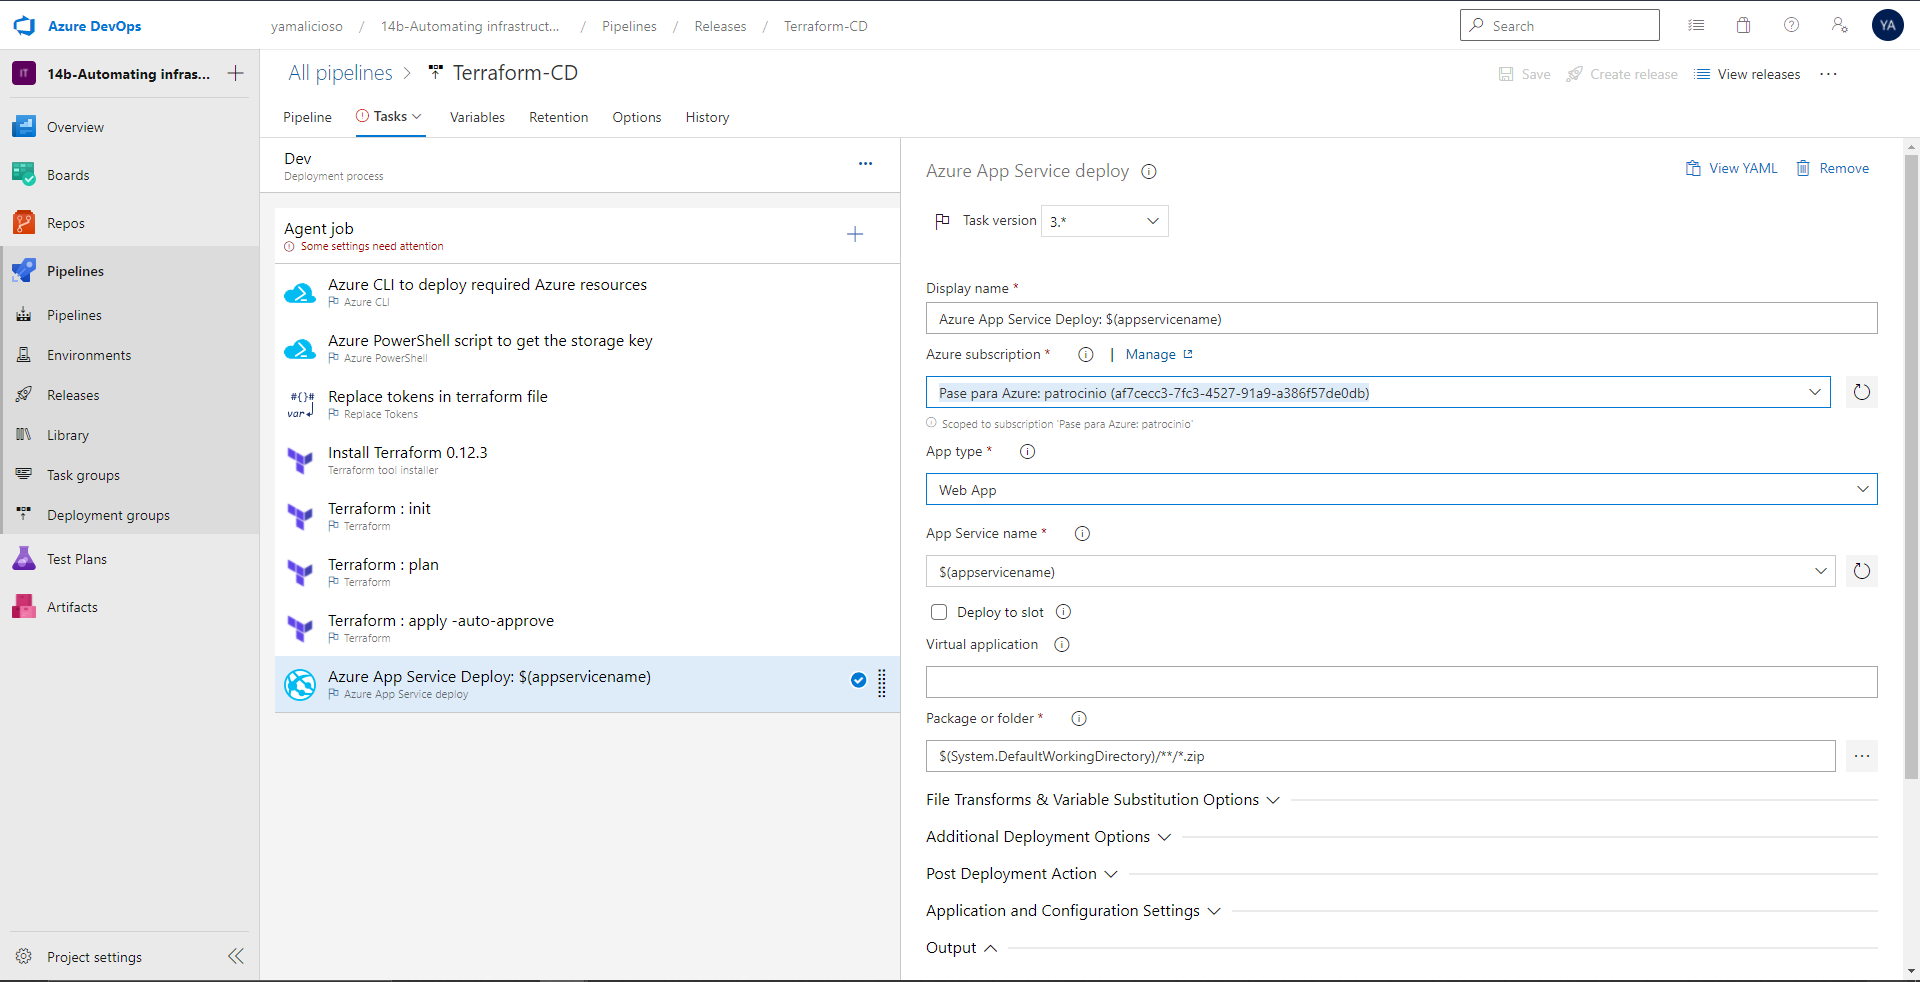 Azure DevOps
yamalicioso / 14b-Automating infrastruct... / Pipelines / Releases / Terraform-CD
Search
YA
IT
14b-Automating infras...
Overview
Boards
Repos
Pipelines
Pipelines
Environments
Releases
Library
Task groups
Deployment groups
Test Plans
Artifacts
Project settings
All pipelines > Terraform-CD
Save
Create release
View releases
Pipeline
Tasks
Variables
Retention
Options
History
Dev
Deployment process
Agent job
Some settings need attention
Azure CLI to deploy required Azure resources
Azure CLI
Azure PowerShell script to get the storage key
Azure PowerShell
#{}#
var
Replace tokens in terraform file
Replace Tokens
Install Terraform 0.12.3
Terraform tool installer
Terraform : init
Terraform
Terraform : plan
Terraform
Terraform : apply -auto-approve
Terraform
Azure App Service Deploy: $(appservicename)
Azure App Service deploy
Azure App Service deploy
View YAML
Remove
Task version 3.*
Display name *
Azure App Service Deploy: $(appservicename)
Azure subscription * | Manage
Pase para Azure: patrocinio (af7cecc3-7fc3-4527-91a9-a386f57de0db)
Scoped to subscription 'Pase para Azure: patrocinio'
App type *
Web App
App Service name *
$(appservicename)
Deploy to slot
Virtual application
Package or folder *
$(System.DefaultWorkingDirectory)/**/*.zip
File Transforms & Variable Substitution Options
Additional Deployment Options
Post Deployment Action
Application and Configuration Settings
Output